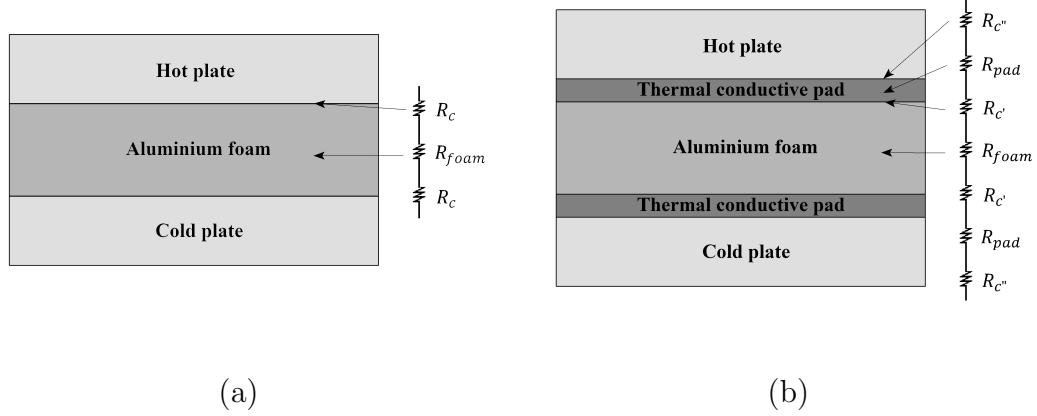 Hot plate
Aluminium foam
Cold plate
R_c
R_foam
R_c
(a)
Hot plate
Thermal conductive pad
Aluminium foam
Thermal conductive pad
Cold plate
R_c"
R_pad
R_c'
R_foam
R_c'
R_pad
R_c"
(b)